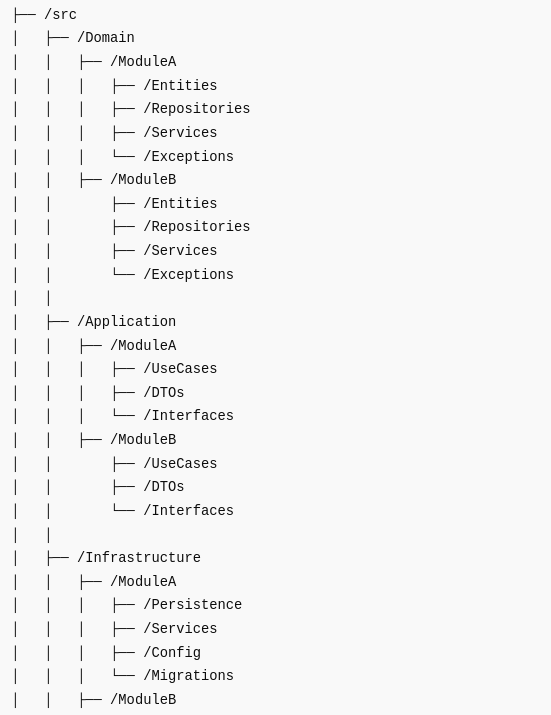 ├── /src
│   ├── /Domain
│   │   ├── /ModuleA
│   │   │   ├── /Entities
│   │   │   ├── /Repositories
│   │   │   ├── /Services
│   │   │   └── /Exceptions
│   │   ├── /ModuleB
│   │       ├── /Entities
│   │       ├── /Repositories
│   │       ├── /Services
│   │       └── /Exceptions
│   │
│   ├── /Application
│   │   ├── /ModuleA
│   │   │   ├── /UseCases
│   │   │   ├── /DTOs
│   │   │   └── /Interfaces
│   │   ├── /ModuleB
│   │       ├── /UseCases
│   │       ├── /DTOs
│   │       └── /Interfaces
│   │
│   ├── /Infrastructure
│   │   ├── /ModuleA
│   │   │   ├── /Persistence
│   │   │   ├── /Services
│   │   │   ├── /Config
│   │   │   └── /Migrations
│   │   ├── /ModuleB